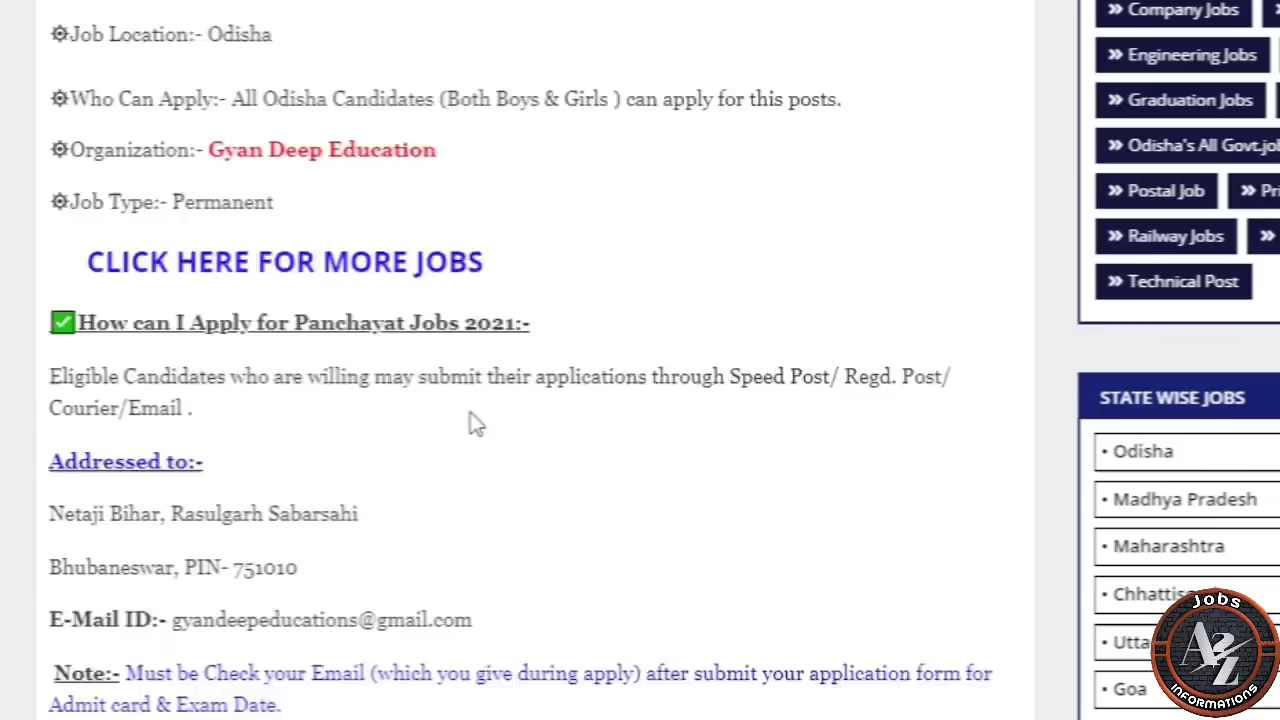 Job Location:- Odisha
Who Can Apply:- All Odisha Candidates (Both Boys & Girls ) can apply for this posts.
Organization:- Gyan Deep Education
Job Type:- Permanent
CLICK HERE FOR MORE JOBS
How can I Apply for Panchayat Jobs 2021:-
Eligible Candidates who are willing may submit their applications through Speed Post/ Regd. Post/
Courier/Email .
Addressed to:-
Netaji Bihar, Rasulgarh Sabarsahi
Bhubaneswar, PIN- 751010
E-Mail ID:- gyandeepeducations@gmail.com
Note:- Must be Check your Email (which you give during apply) after submit your application form for
Admit card & Exam Date.
» Company Jobs »
» Engineering Jobs
» Graduation Jobs
» Odisha's All Govt.
» Postal Job »
» Railway Jobs »
» Technical Post
STATE WISE JOBS
• Odisha
• Madhya Pradesh
• Maharashtra
• Goa
Jobs
A2Z
INFORMATIONS